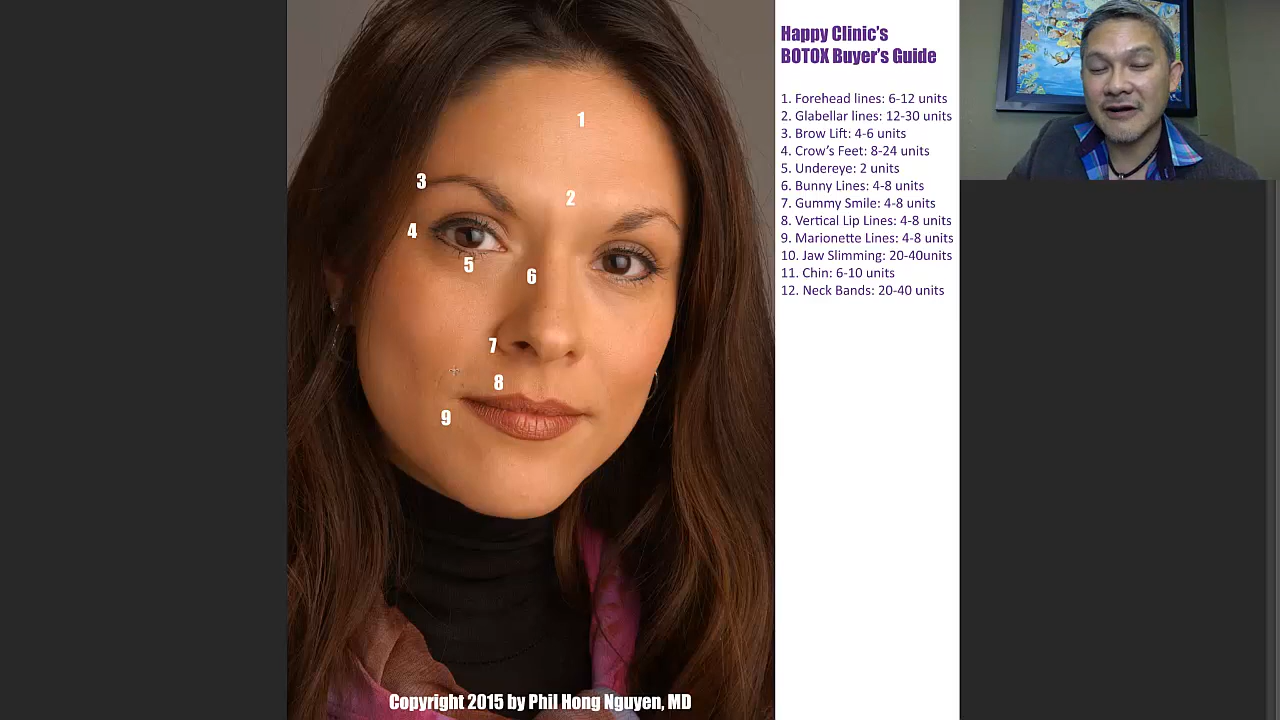 Happy Clinic's
BOTOX Buyer's Guide
1. Forehead lines: 6-12 units
2. Glabellar lines: 12-30 units
3. Brow Lift: 4-6 units
4. Crow's Feet: 8-24 units
5. Undereye: 2 units
6. Bunny Lines: 4-8 units
7. Gummy Smile: 4-8 units
8. Vertical Lip Lines: 4-8 units
9. Marionette Lines: 4-8 units
10. Jaw Slimming: 20-40units
11. Chin: 6-10 units
12. Neck Bands: 20-40 units
1
2
3
4
5
6
7
8
9
Copyright 2015 by Phil Hong Nguyen, MD